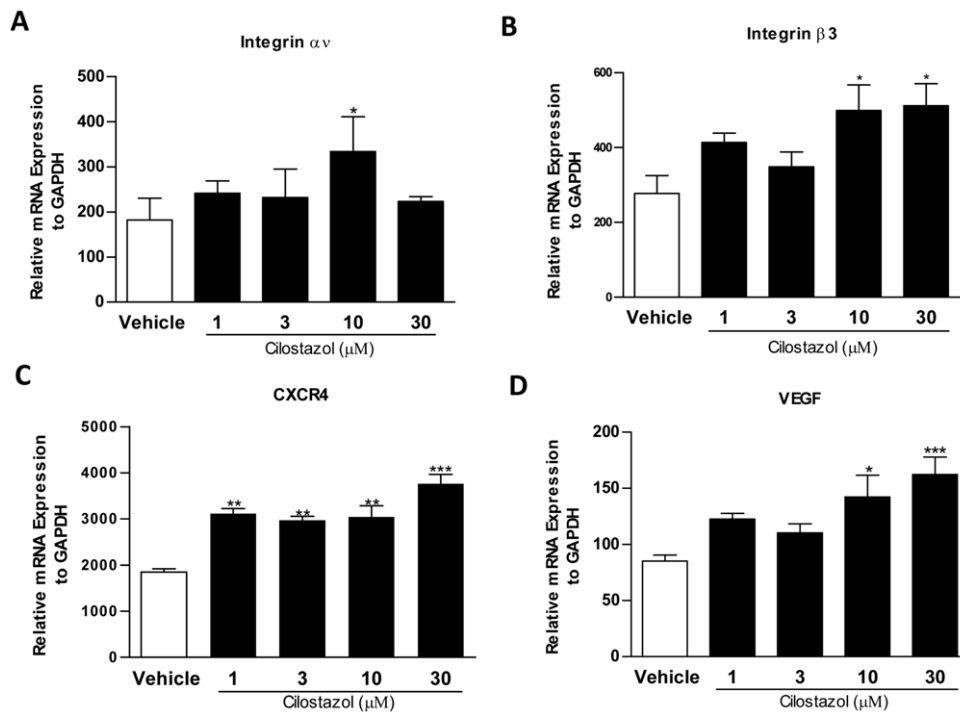 A
Integrin αν
Relative mRNA Expression
to GAPDH
500
400
300
200
100
0
*
Vehicle 1 3 10 30
Cilostazol (μM)
B
Integrin β3
Relative mRNA Expression
to GAPDH
600
400
200
0
* *
Vehicle 1 3 10 30
Cilostazol (μM)
C
CXCR4
Relative mRNA Expression
to GAPDH
5000
4000
3000
2000
1000
0
** ** ** ***
Vehicle 1 3 10 30
Cilostazol (μM)
D
VEGF
Relative mRNA Expression
to GAPDH
200
150
100
50
0
* ***
Vehicle 1 3 10 30
Cilostazol (μM)